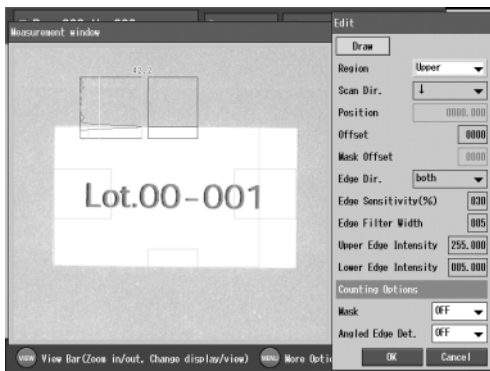 Measurement window
42/2
Lot.00-001
VIEW View Bar(Zoom in/out, Change display/view) MENU More Optic
Edit
Draw
Region Upper
Scan Dir. ↓
Position 0000.000
Offset 0000
Mask Offset 0000
Edge Dir. both
Edge Sensitivity(%) 030
Edge Filter Width 005
Upper Edge Intensity 255.000
Lower Edge Intensity 005.000
Counting Options
Mask OFF
Angled Edge Det. OFF
OK Cancel